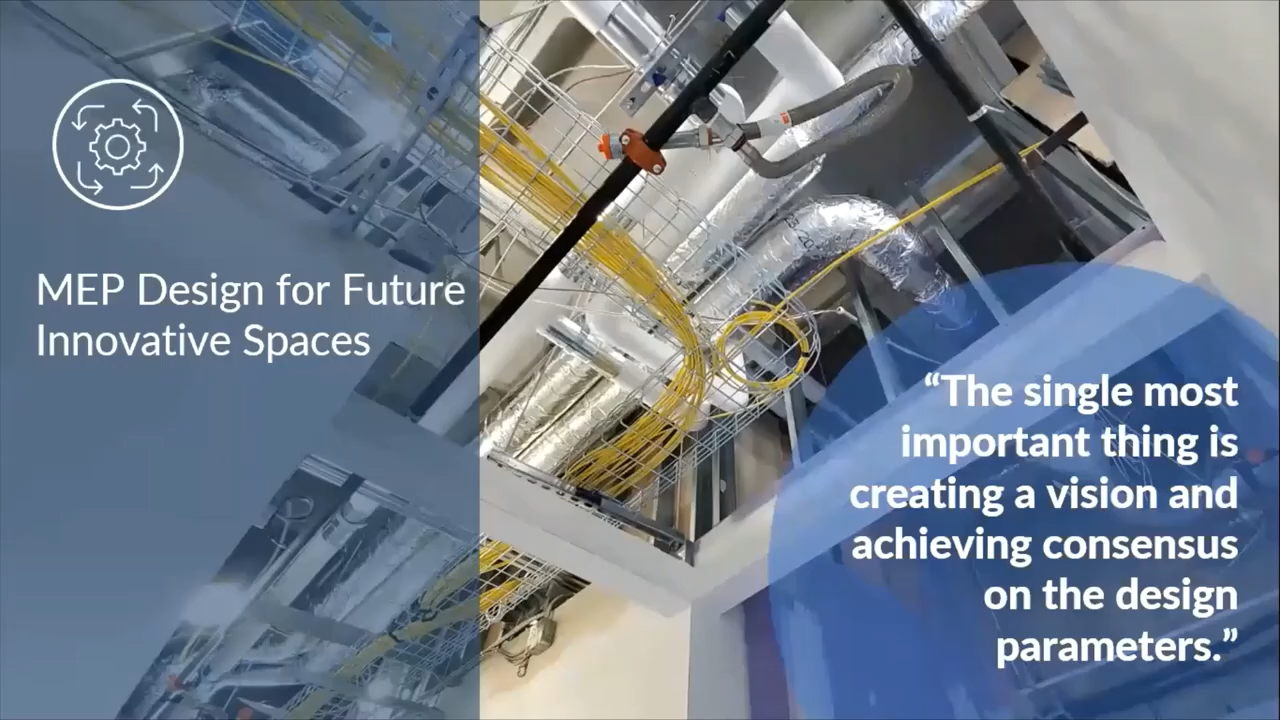 MEP Design for Future
Innovative Spaces
“The single most
important thing is
creating a vision and
achieving consensus
on the design
parameters.”